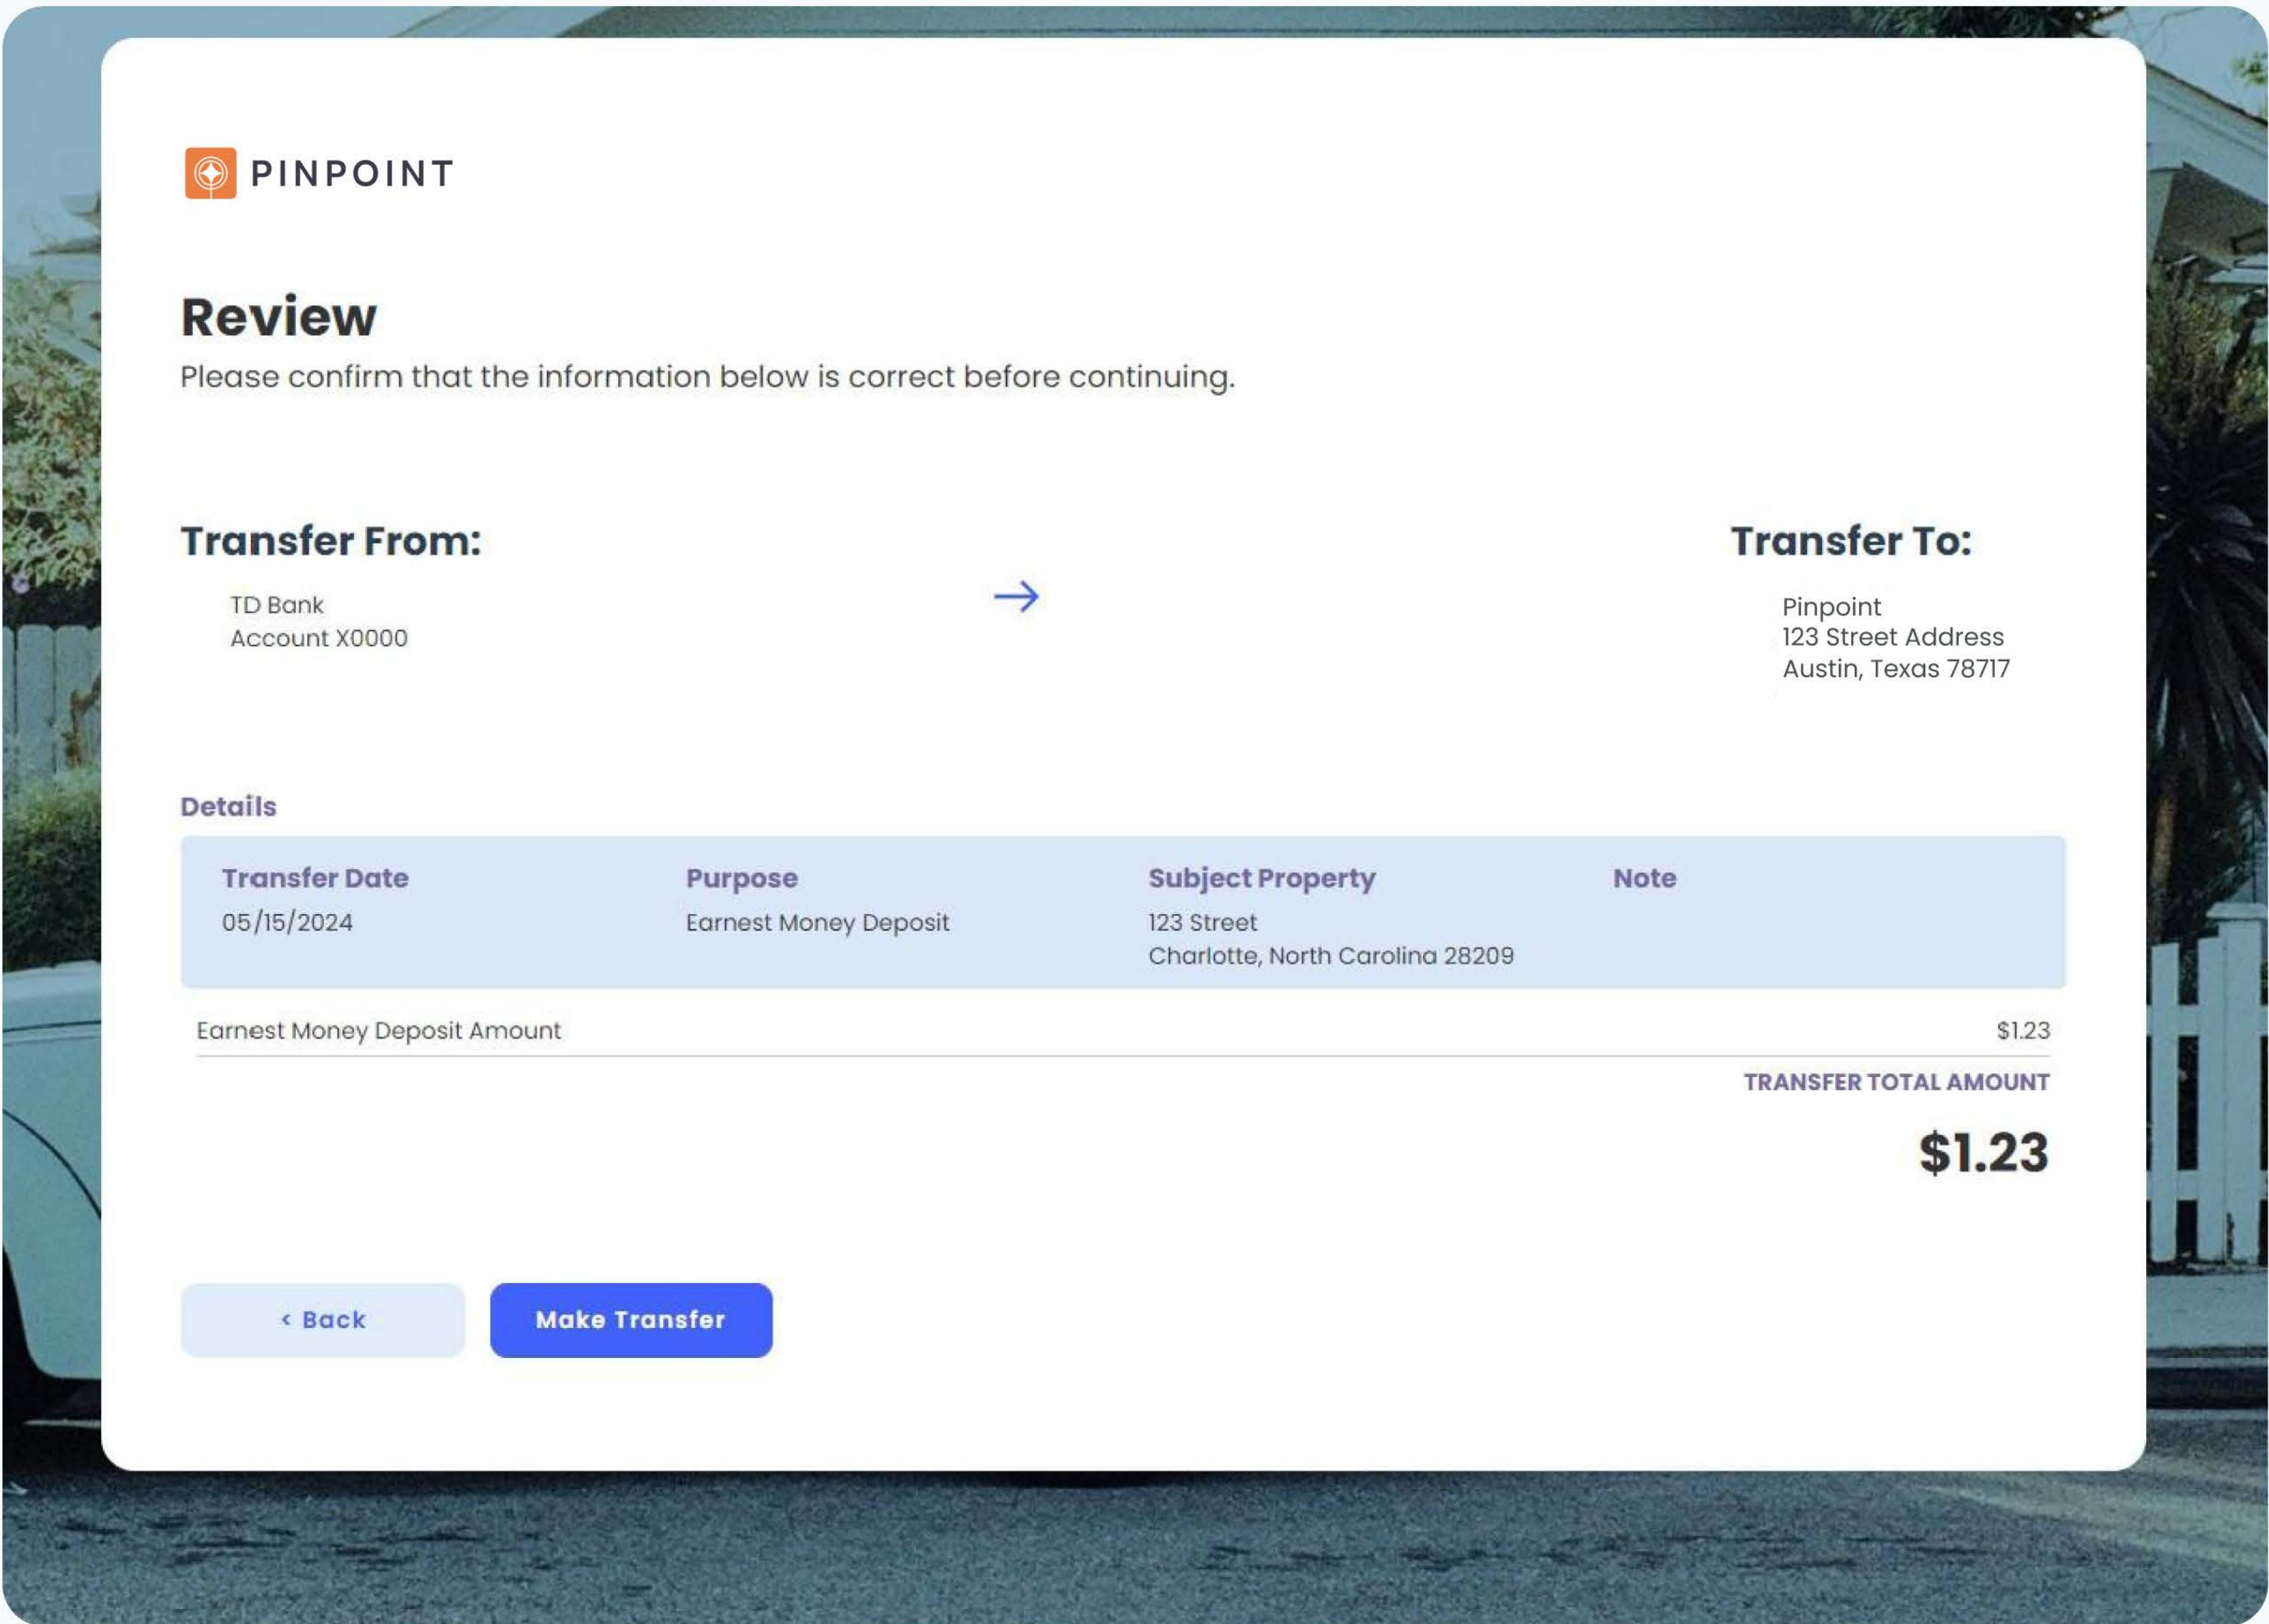 PINPOINT
Review
Please confirm that the information below is correct before continuing.
Transfer From:
TD Bank
Account X0000
Transfer To:
Pinpoint
123 Street Address
Austin, Texas 78717
Details
Transfer Date
05/15/2024
Purpose
Earnest Money Deposit
Subject Property
123 Street
Charlotte, North Carolina 28209
Note
Earnest Money Deposit Amount
$1.23
TRANSFER TOTAL AMOUNT
$1.23
< Back
Make Transfer